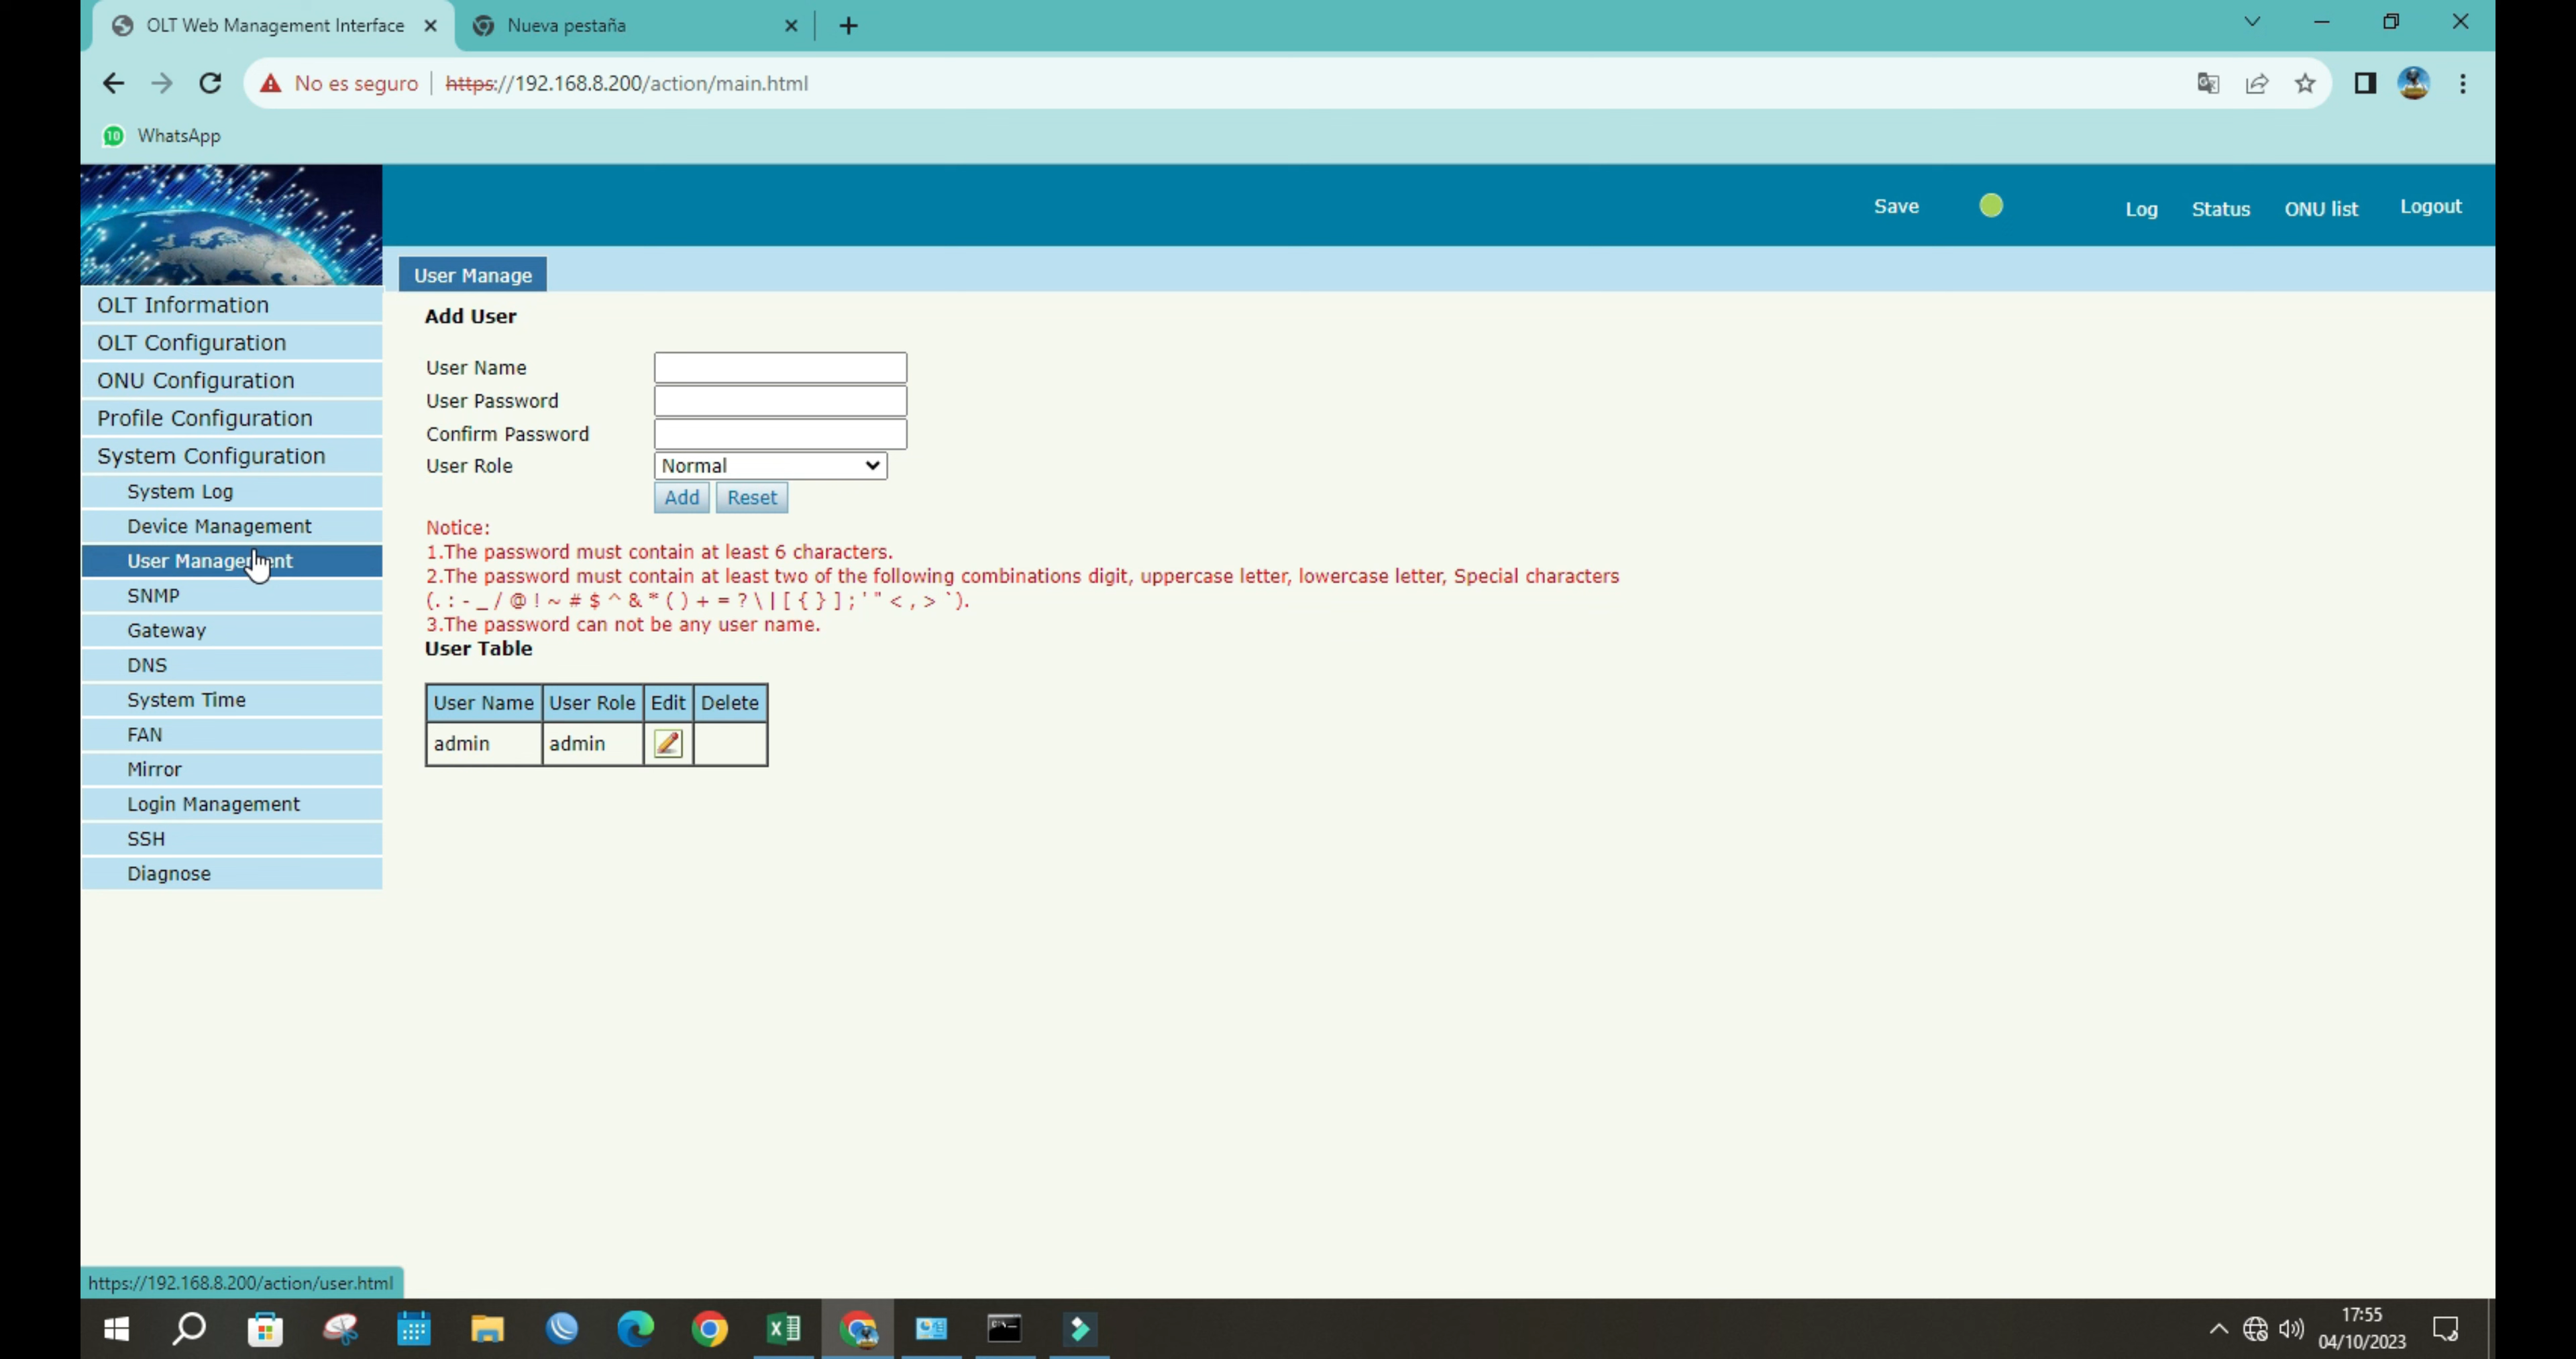 OLT Web Management Interface
Nueva pestaña
No es seguro
https://192.168.8.200/action/main.html
10
WhatsApp
Save
Log
Status
ONU list
Logout
User Manage
OLT Information
OLT Configuration
ONU Configuration
Profile Configuration
System Configuration
System Log
Device Management
User Management
SNMP
Gateway
DNS
System Time
FAN
Mirror
Login Management
SSH
Diagnose
Add User
User Name
User Password
Confirm Password
User Role Normal
Add Reset
Notice:
1.The password must contain at least 6 characters.
2.The password must contain at least two of the following combinations digit, uppercase letter, lowercase letter, Special characters
(. : - _ / @ ! ~ # $ ^ & * ( ) + = ? \ | [ { } ] ; ' " < , > `).
3.The password can not be any user name.
User Table
User Name User Role Edit Delete
admin admin
https://192.168.8.200/action/user.html
17:55
04/10/2023